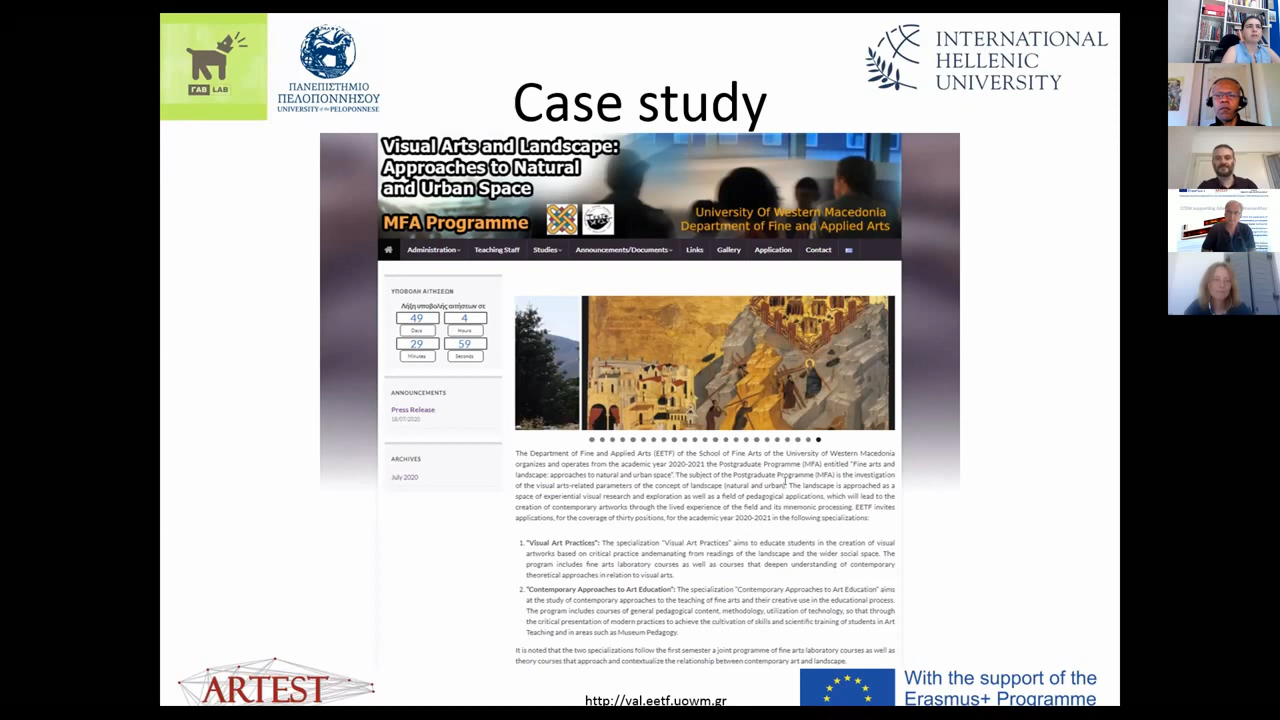 ΓΑΒ LAB
ΠΑΝΕΠΙΣΤΗΜΙΟ
ΠΕΛΟΠΟΝΝΗΣΟΥ
UNIVERSITY of the PELOPONNESE
INTERNATIONAL
HELLENIC
UNIVERSITY
Case study
Visual Arts and Landscape:
Approaches to Natural
and Urban Space
MFA Programme
University Of Western Macedonia
Department of Fine and Applied Arts
Administration Teaching Staff Studies Announcements/Documents Links Gallery Application Contact
ΥΠΟΒΟΛΗ ΑΙΤΗΣΕΩΝ
Λήξη υποβολής αιτήσεων σε
49 4
Days Hours
29 59
Minutes Seconds
ANNOUNCEMENTS
Press Release
18/07/2020
ARCHIVES
July 2020
The Department of Fine and Applied Arts (EETF) of the School of Fine Arts of the University of Western Macedonia
organizes and operates from the academic year 2020-2021 the Postgraduate Programme (MFA) entitled "Fine arts and
landscape: approaches to natural and urban space". The subject of the Postgraduate Programme (MFA) is the investigation
of the visual arts-related parameters of the concept of landscape (natural and urban). The landscape is approached as a
space of experiential visual research and exploration as well as a field of pedagogical applications, which will lead to the
creation of contemporary artworks through the lived experience of the field and its mnemonic processing. EETF invites
applications, for the coverage of thirty positions, for the academic year 2020-2021 in the following specializations:
1. "Visual Art Practices": The specialization "Visual Art Practices" aims to educate students in the creation of visual
artworks based on critical practice andemanating from readings of the landscape and the wider social space. The
program includes fine arts laboratory courses as well as courses that deepen understanding of contemporary
theoretical approaches in relation to visual arts.
2. "Contemporary Approaches to Art Education": The specialization "Contemporary Approaches to Art Education" aims
at the study of contemporary approaches to the teaching of fine arts and their creative use in the educational process.
The program includes courses of general pedagogical content, methodology, utilization of technology, so that through
the critical presentation of modern practices to achieve the cultivation of skills and scientific training of students in Art
Teaching and in areas such as Museum Pedagogy.
It is noted that the two specializations follow the first semester a joint programme of fine arts laboratory courses as well as
theory courses that approach and contextualize the relationship between contemporary art and landscape.
ARTEST
http://val.eetf.uowm.gr
With the support of the
Erasmus+ Programme